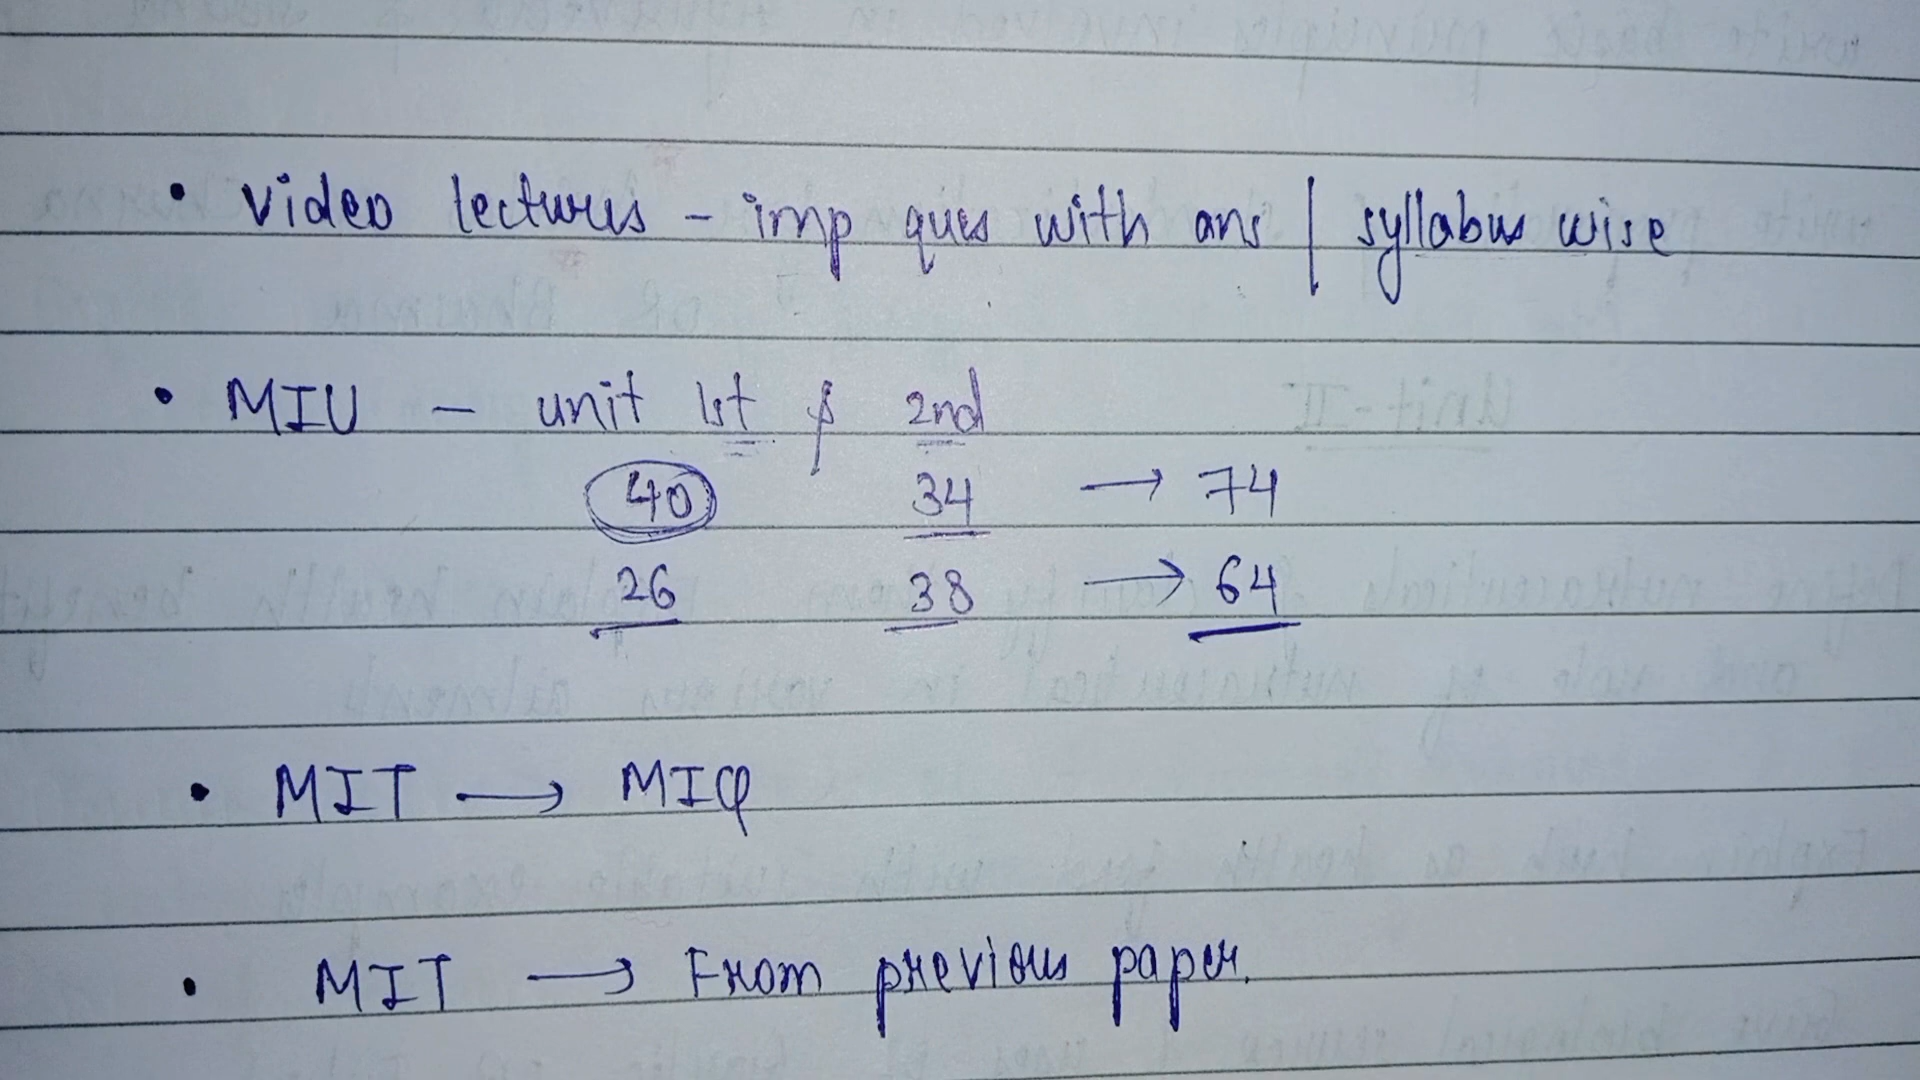 • video lectures - imp ques with ans | syllabus wise
• MIU - unit 1st & 2nd
40 34 → 74
26 38 → 64
• MIT → MIQ
• MIT → From previous paper.